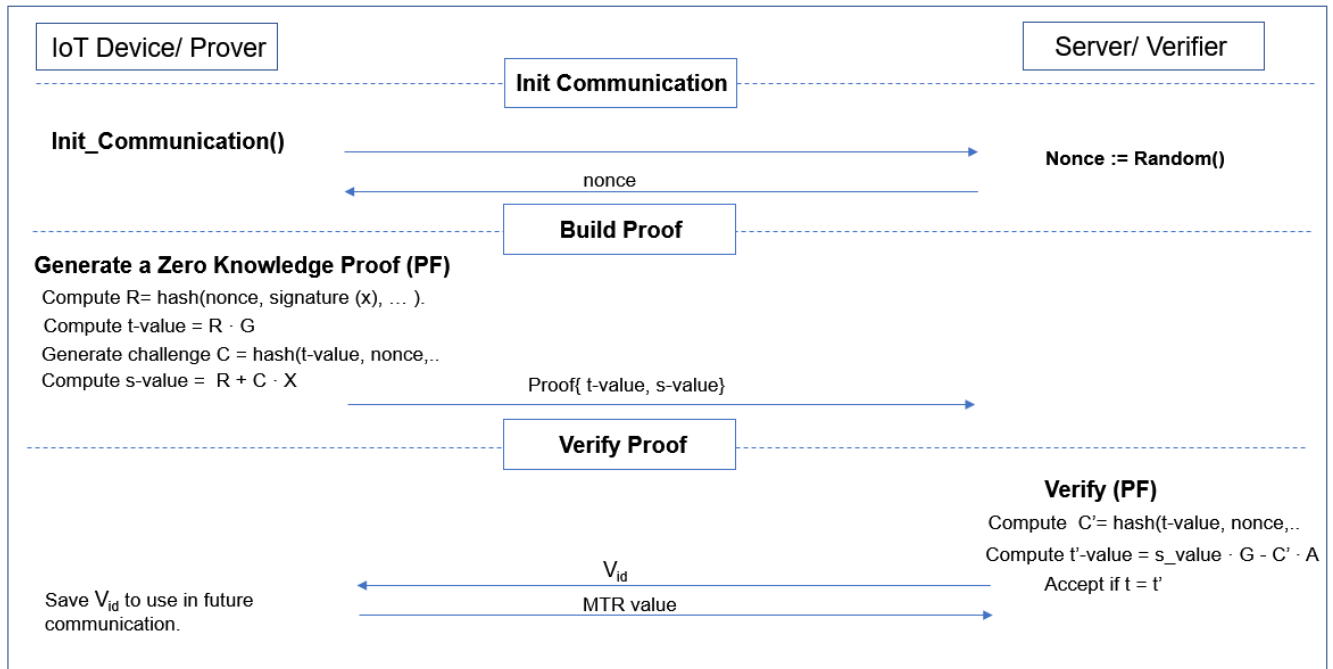 IoT Device/ Prover
Server/ Verifier
Init Communication
Init_Communication()
Nonce := Random()
nonce
Build Proof
Generate a Zero Knowledge Proof (PF)
Compute R= hash(nonce, signature (x), ... ).
Compute t-value = R · G
Generate challenge C = hash(t-value, nonce,..
Compute s-value =  R + C · X
Proof{ t-value, s-value}
Verify Proof
Verify (PF)
Compute  C’= hash(t-value, nonce,..
Compute t’-value = s_value · G - C’ · A
Accept if t = t’
Vid
MTR value
Save Vid to use in future
communication.